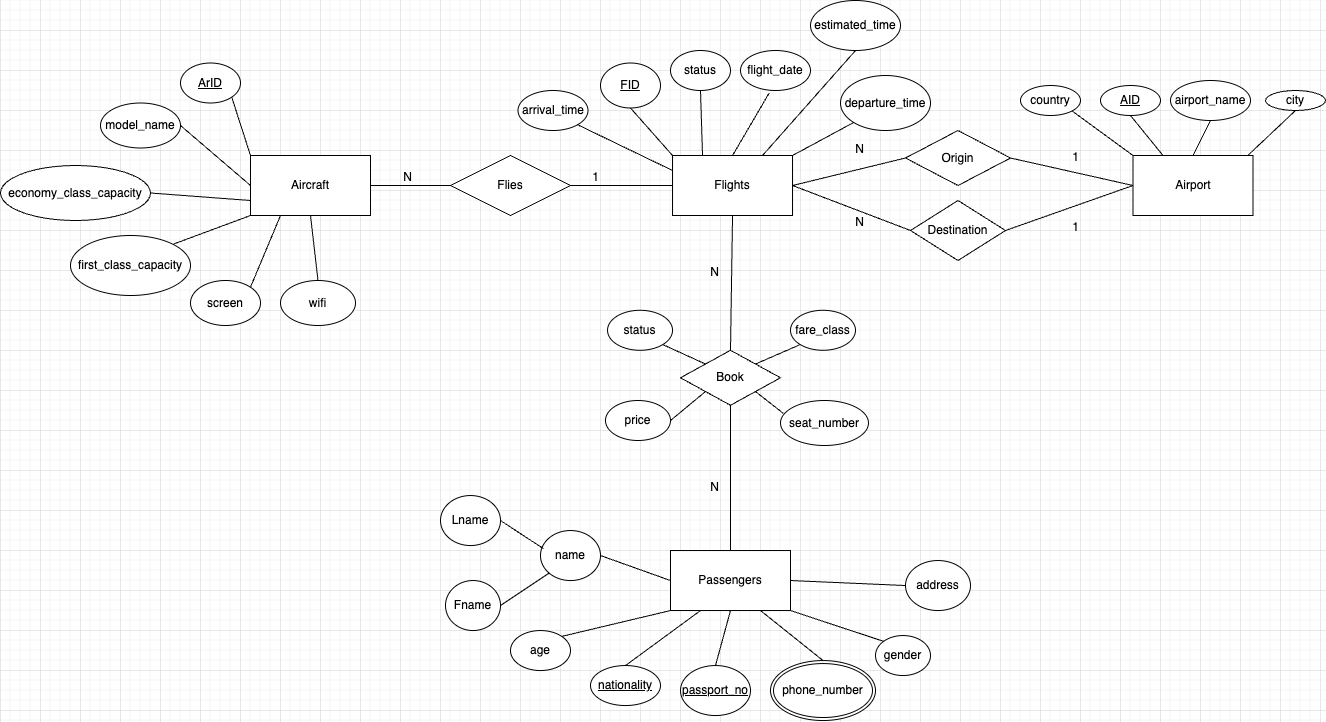 estimated_time
ArID
FID
status
flight_date
arrival_time
departure_time
country
AID
airport_name
city
model_name
economy_class_capacity
Aircraft
N
Flies
1
Flights
N
Origin
1
Airport
N
Destination
1
first_class_capacity
screen
wifi
N
status
fare_class
Book
price
seat_number
N
Lname
name
Fname
Passengers
address
age
nationality
passport_no
phone_number
gender